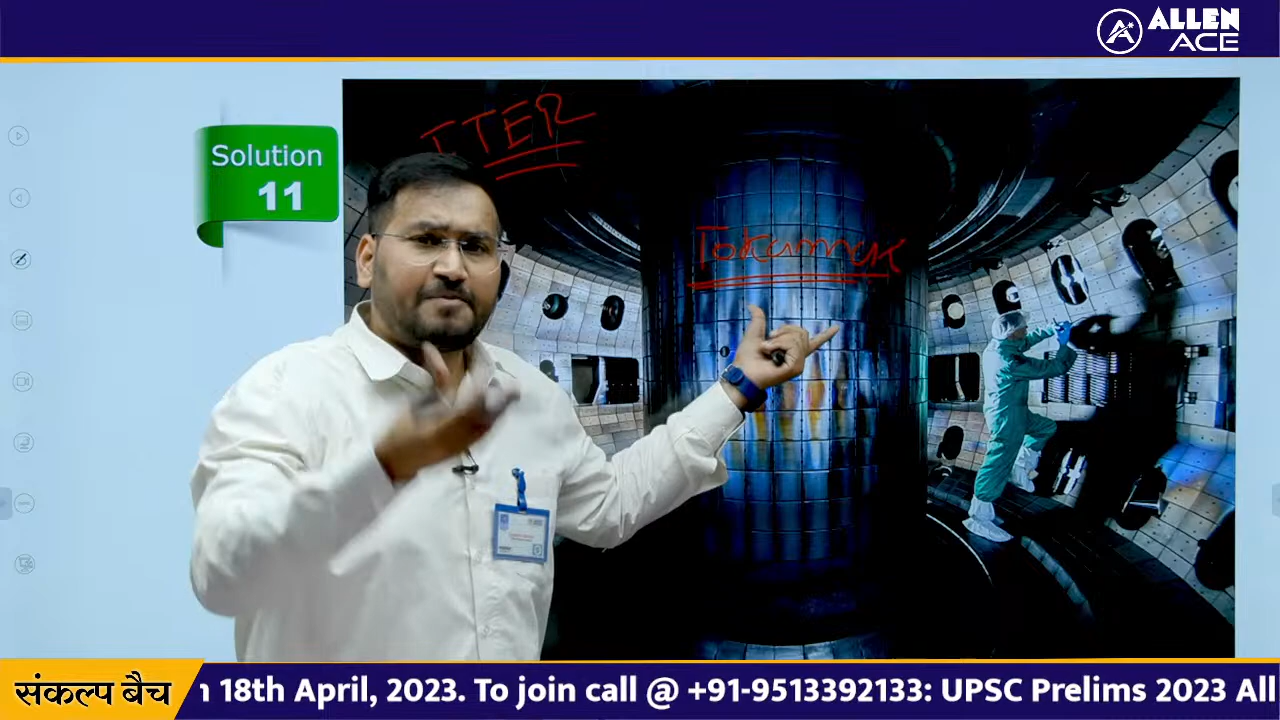 ALLEN
ACE
ITER
Solution
11
Tokamak
संकल्प बैच
n 18th April, 2023. To join call @ +91-9513392133: UPSC Prelims 2023 All